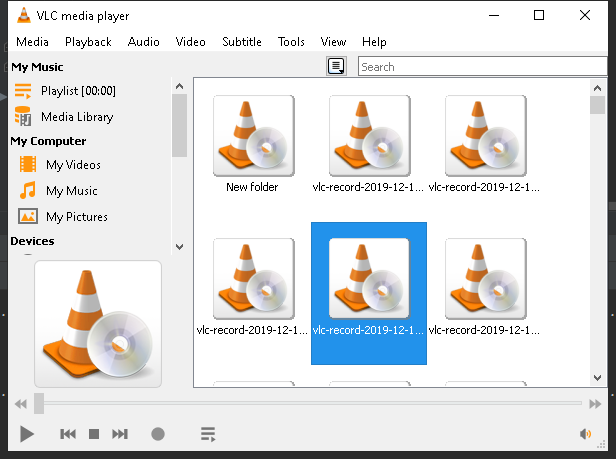 VLC media player
Media Playback Audio Video Subtitle Tools View Help
My Music
Playlist [00:00]
Media Library
My Computer
My Videos
My Music
My Pictures
Devices
Search
New folder vlc-record-2019-12-1... vlc-record-2019-12-1...
vlc-record-2019-12-1... vlc-record-2019-12-1... vlc-record-2019-12-1...